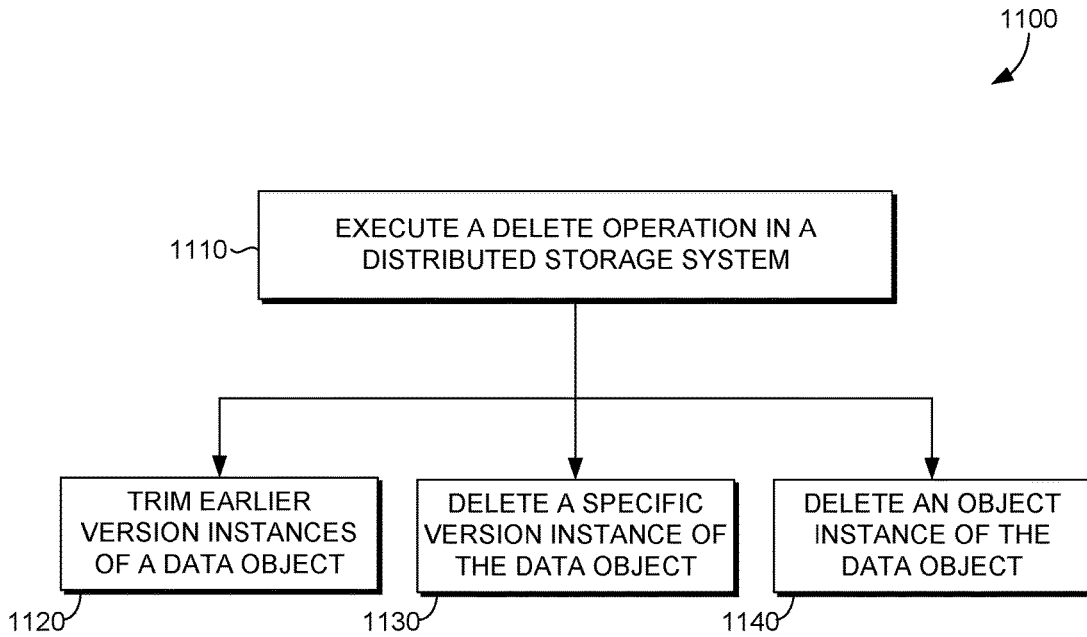 1100
EXECUTE A DELETE OPERATION IN A
DISTRIBUTED STORAGE SYSTEM
1110
TRIM EARLIER
VERSION INSTANCES
OF A DATA OBJECT
1120
DELETE A SPECIFIC
VERSION INSTANCE OF
THE DATA OBJECT
1130
DELETE AN OBJECT
INSTANCE OF THE
DATA OBJECT
1140